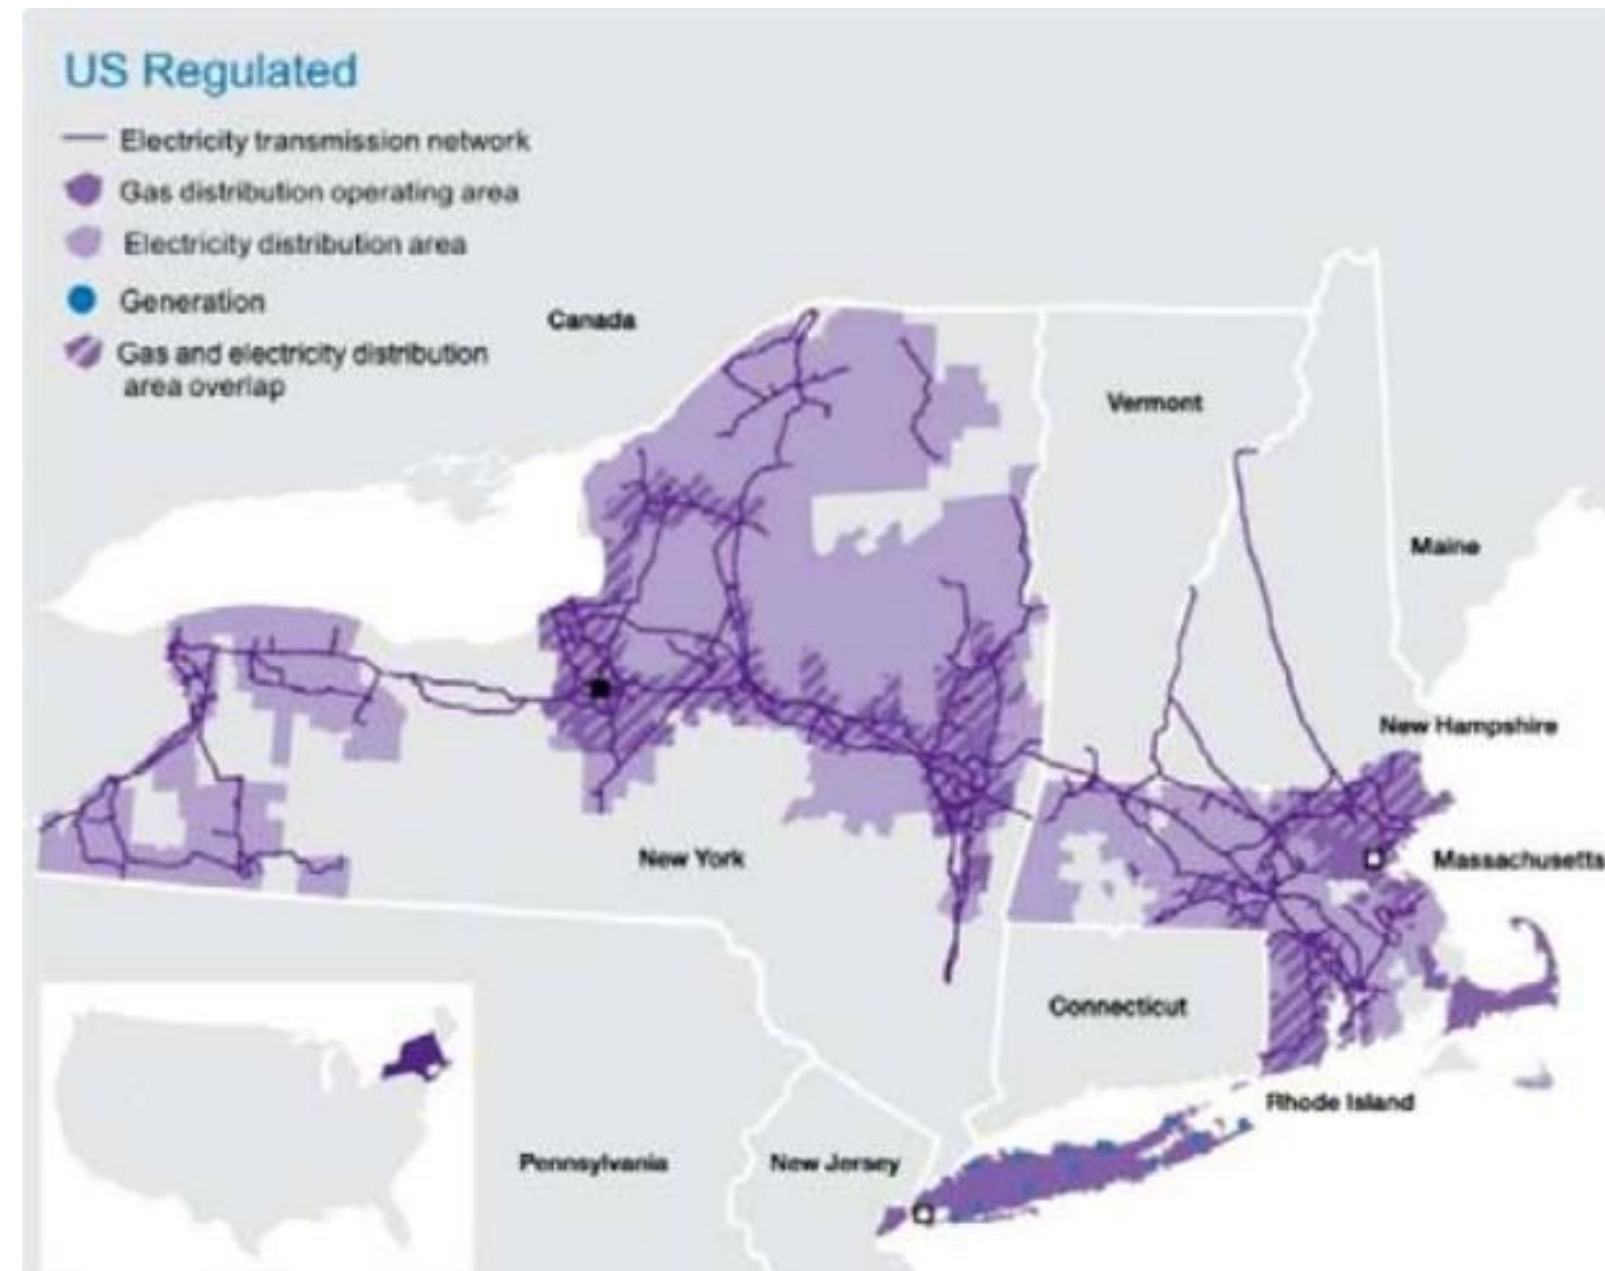 US Regulated
Electricity transmission network
Gas distribution operating area
Electricity distribution area
Generation
Gas and electricity distribution
area overlap
Canada
Vermont
Maine
New Hampshire
New York
Massachusetts
Connecticut
Rhode Island
Pennsylvania
New Jersey